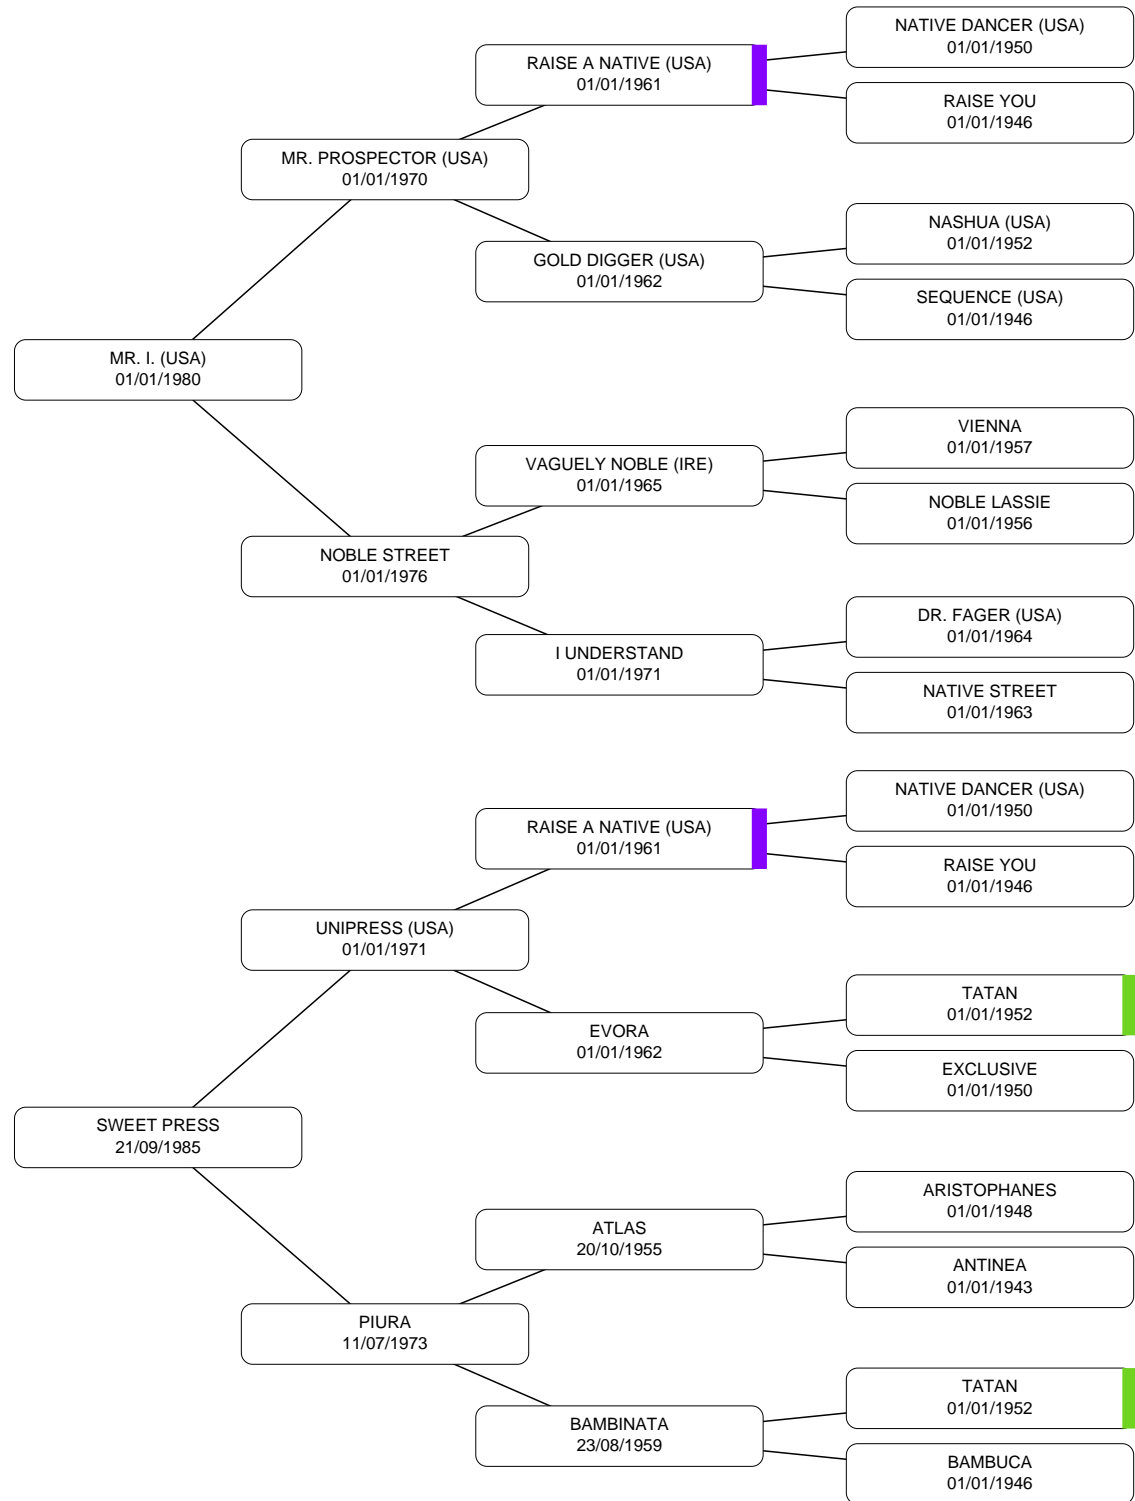 NATIVE DANCER (USA)
01/01/1950
RAISE A NATIVE (USA)
01/01/1961
RAISE YOU
01/01/1946
MR. PROSPECTOR (USA)
01/01/1970
NASHUA (USA)
01/01/1952
GOLD DIGGER (USA)
01/01/1962
SEQUENCE (USA)
01/01/1946
MR. I. (USA)
01/01/1980
VIENNA
01/01/1957
VAGUELY NOBLE (IRE)
01/01/1965
NOBLE LASSIE
01/01/1956
NOBLE STREET
01/01/1976
DR. FAGER (USA)
01/01/1964
I UNDERSTAND
01/01/1971
NATIVE STREET
01/01/1963
NATIVE DANCER (USA)
01/01/1950
RAISE A NATIVE (USA)
01/01/1961
RAISE YOU
01/01/1946
UNIPRESS (USA)
01/01/1971
TATAN
01/01/1952
EVORA
01/01/1962
EXCLUSIVE
01/01/1950
SWEET PRESS
21/09/1985
ARISTOPHANES
01/01/1948
ATLAS
20/10/1955
ANTINEA
01/01/1943
PIURA
11/07/1973
TATAN
01/01/1952
BAMBINATA
23/08/1959
BAMBUCA
01/01/1946